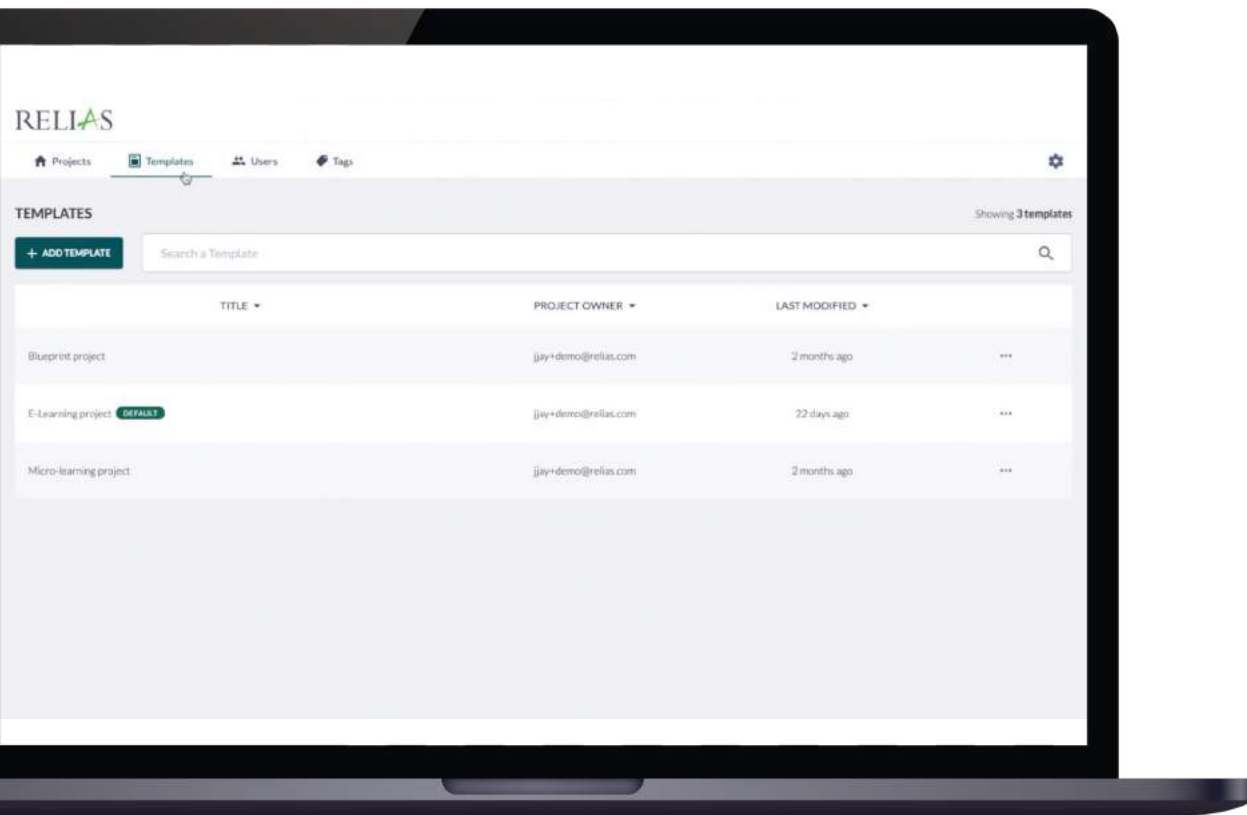 RELIAS
Projects Templates Users Tags
TEMPLATES
Showing 3 templates
+ ADD TEMPLATE
Search a Template
TITLE PROJECT OWNER LAST MODIFIED
Blueprint project jjay+demo@relias.com 2 months ago
E-Learning project DEFAULT jjay+demo@relias.com 22 days ago
Micro-learning project jjay+demo@relias.com 2 months ago